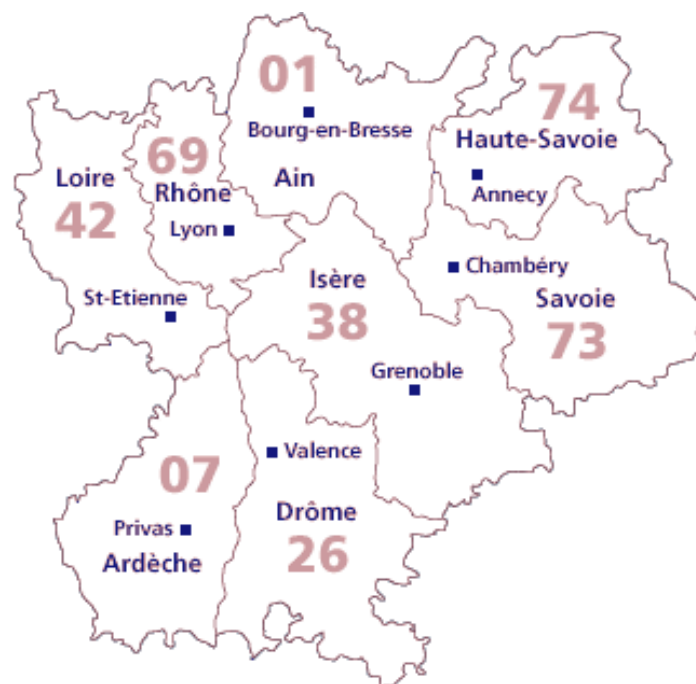 01
Bourg-en-Bresse
Ain
74
Haute-Savoie
Annecy
69
Rhône
Lyon
Loire
42
St-Etienne
Isère
38
Grenoble
Chambéry
Savoie
73
07
Privas
Ardèche
Valence
Drôme
26